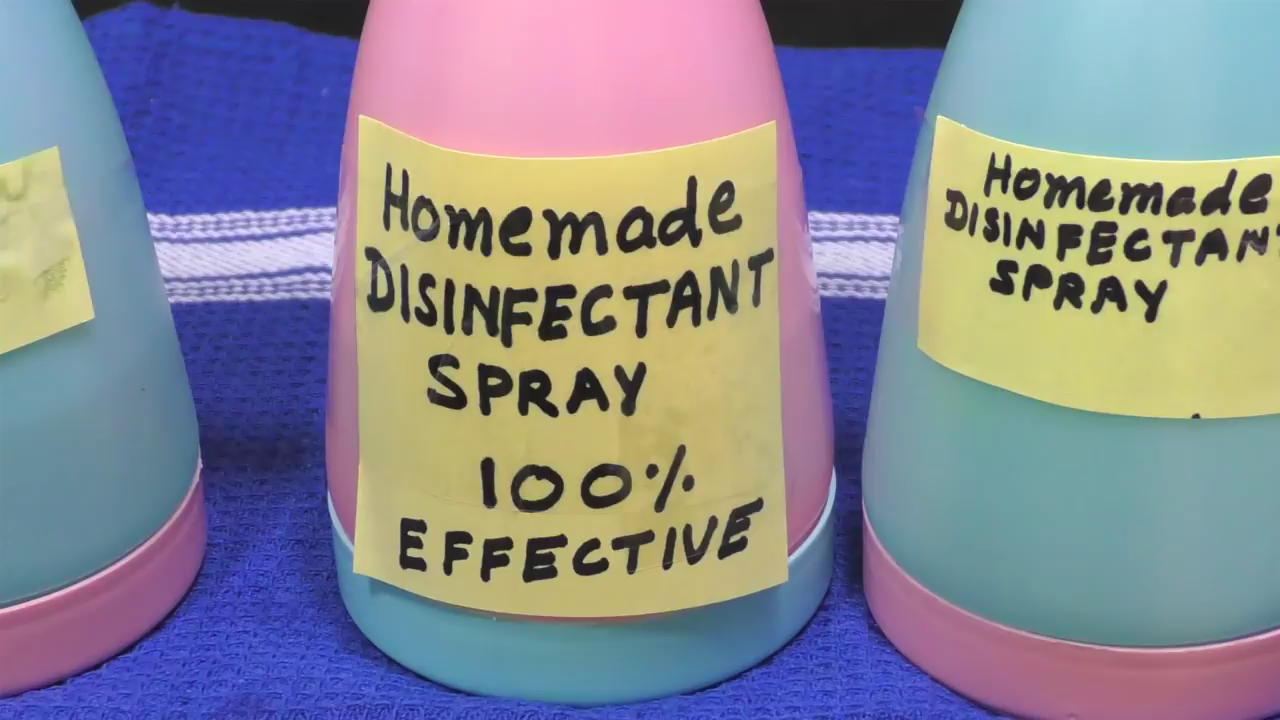 Homemade
DISINFECTANT
SPRAY
100%
EFFECTIVE
Homemade
DISINFECTANT
SPRAY